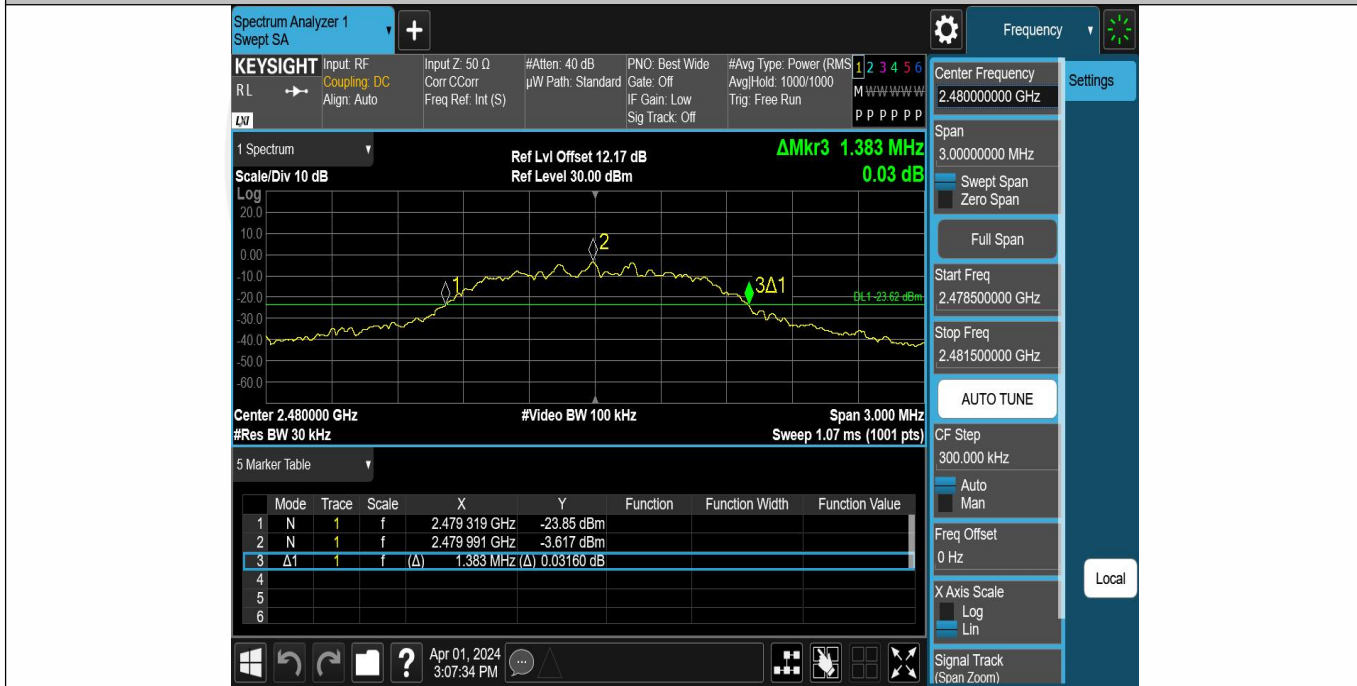 Spectrum Analyzer 1
Swept SA
+
Frequency
KEYSIGHT
RL
LXI
Input: RF
Coupling: DC
Align: Auto
Input Z: 50 Ω
Corr CCorr
Freq Ref: Int (S)
#Atten: 40 dB
µW Path: Standard
PNO: Best Wide
Gate: Off
IF Gain: Low
Sig Track: Off
#Avg Type: Power (RMS
Avg|Hold: 1000/1000
Trig: Free Run
1 2 3 4 5 6
M W W W W W
P P P P P P
1 Spectrum
Scale/Div 10 dB
Ref Lvl Offset 12.17 dB
Ref Level 30.00 dBm
ΔMkr3 1.383 MHz
0.03 dB
Log
20.0
10.0
0.00
-10.0
-20.0
-30.0
-40.0
-50.0
-60.0
1
2
3Δ1
DL1 -23.62 dBm
Center 2.480000 GHz
#Res BW 30 kHz
#Video BW 100 kHz
Span 3.000 MHz
Sweep 1.07 ms (1001 pts)
5 Marker Table
Mode Trace Scale X Y Function Function Width Function Value
1 N 1 f 2.479 319 GHz -23.85 dBm
2 N 1 f 2.479 991 GHz -3.617 dBm
3 Δ1 1 f (Δ) 1.383 MHz (Δ) 0.03160 dB
4
5
6
?
Apr 01, 2024
3:07:34 PM
Center Frequency
2.480000000 GHz
Settings
Span
3.00000000 MHz
Swept Span
Zero Span
Full Span
Start Freq
2.478500000 GHz
Stop Freq
2.481500000 GHz
AUTO TUNE
CF Step
300.000 kHz
Auto
Man
Freq Offset
0 Hz
X Axis Scale
Log
Lin
Local
Signal Track
(Span Zoom)